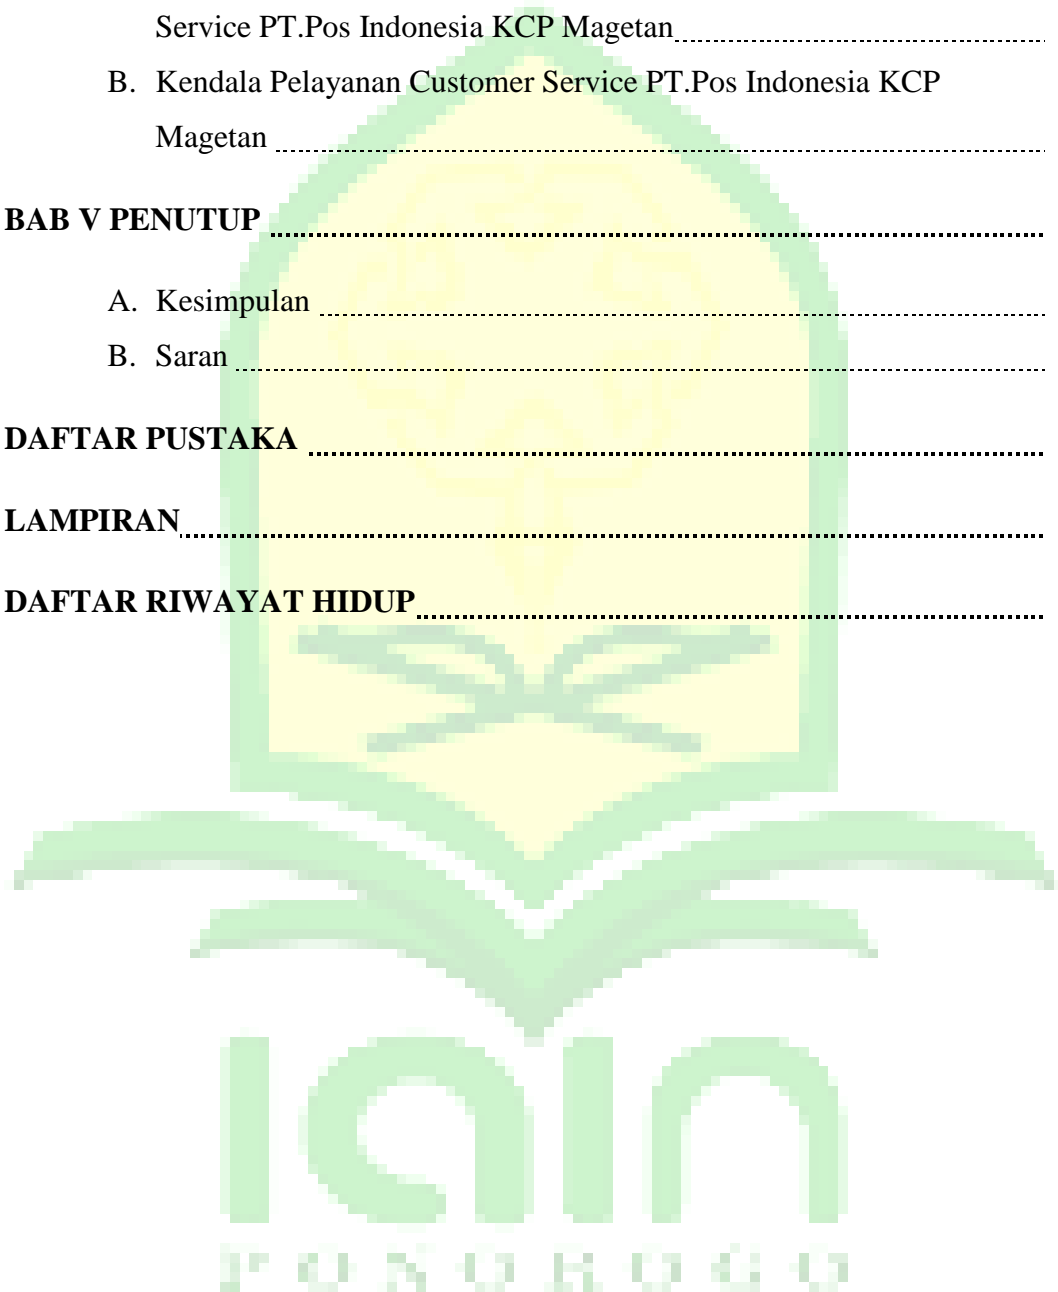 Service PT.Pos Indonesia KCP Magetan
B. Kendala Pelayanan Customer Service PT.Pos Indonesia KCP
Magetan
BAB V PENUTUP
A. Kesimpulan
B. Saran
DAFTAR PUSTAKA
LAMPIRAN
DAFTAR RIWAYAT HIDUP
iain
PONOROGO